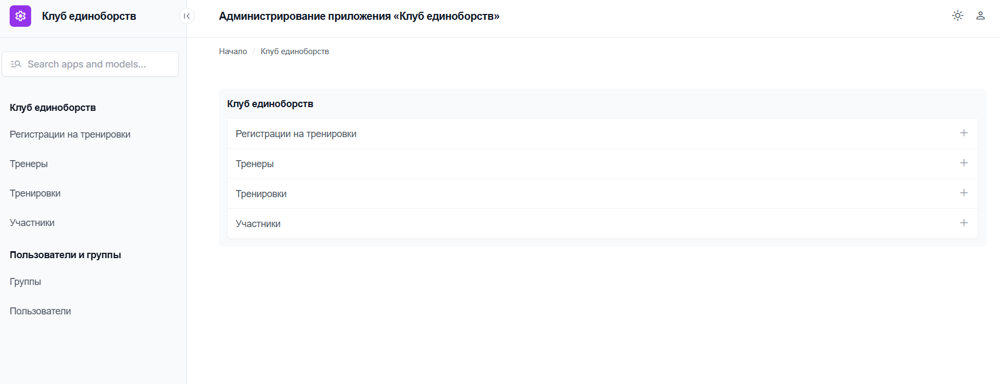 Клуб единоборств
Администрирование приложения «Клуб единоборств»
Search apps and models...
Клуб единоборств
Регистрации на тренировки
Тренеры
Тренировки
Участники
Пользователи и группы
Группы
Пользователи
Начало / Клуб единоборств
Клуб единоборств
Регистрации на тренировки
Тренеры
Тренировки
Участники